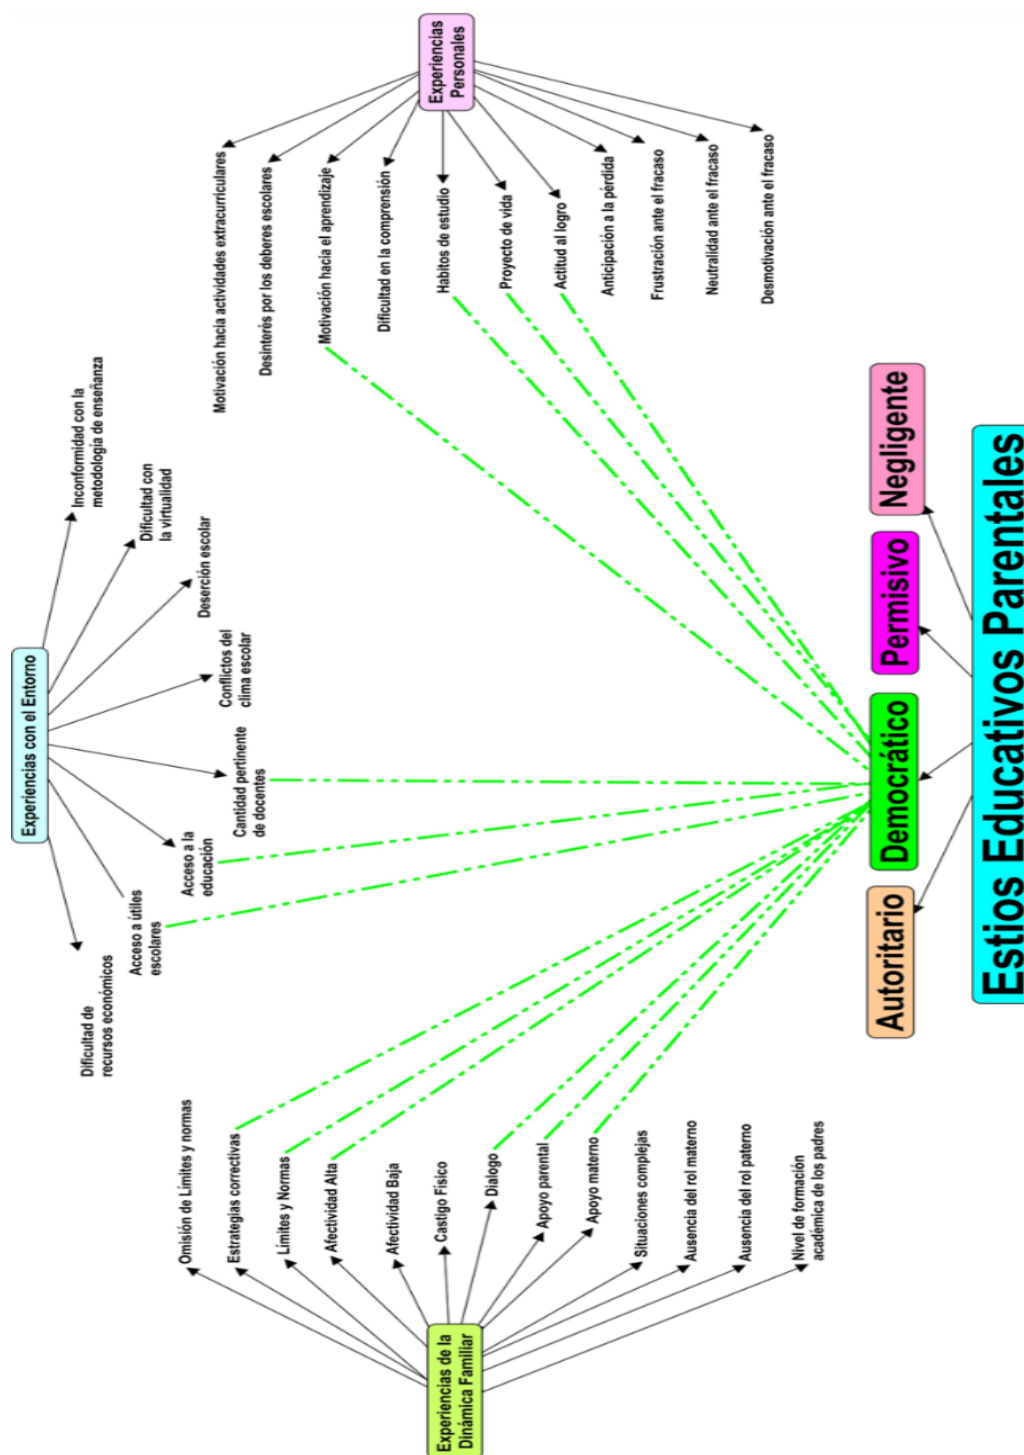 Experiencias de la
Dinámica Familiar
Omisión de Límites y normas
Estrategias correctivas
Límites y Normas
Afectividad Alta
Afectividad Baja
Castigo Físico
Dialogo
Apoyo parental
Apoyo materno
Situaciones complejas
Ausencia del rol materno
Ausencia del rol paterno
Nivel de formación
académica de los padres
Experiencias con el Entorno
Dificultad de
recursos económicos
Acceso a útiles
escolares
Acceso a la
educación
Cantidad pertinente
de docentes
Conflictos del
clima escolar
Deserción escolar
Dificultad con
la virtualidad
Inconformidad con la
metodología de enseñanza
Experiencias
Personales
Motivación hacia actividades extracurriculares
Desinterés por los deberes escolares
Motivación hacia el aprendizaje
Dificultad en la comprensión
Habitos de estudio
Proyecto de vida
Actitud al logro
Anticipación a la pérdida
Frustración ante el fracaso
Neutralidad ante el fracaso
Desmotivación ante el fracaso
Autoritario
Democrático
Permisivo
Negligente
Estios Educativos Parentales